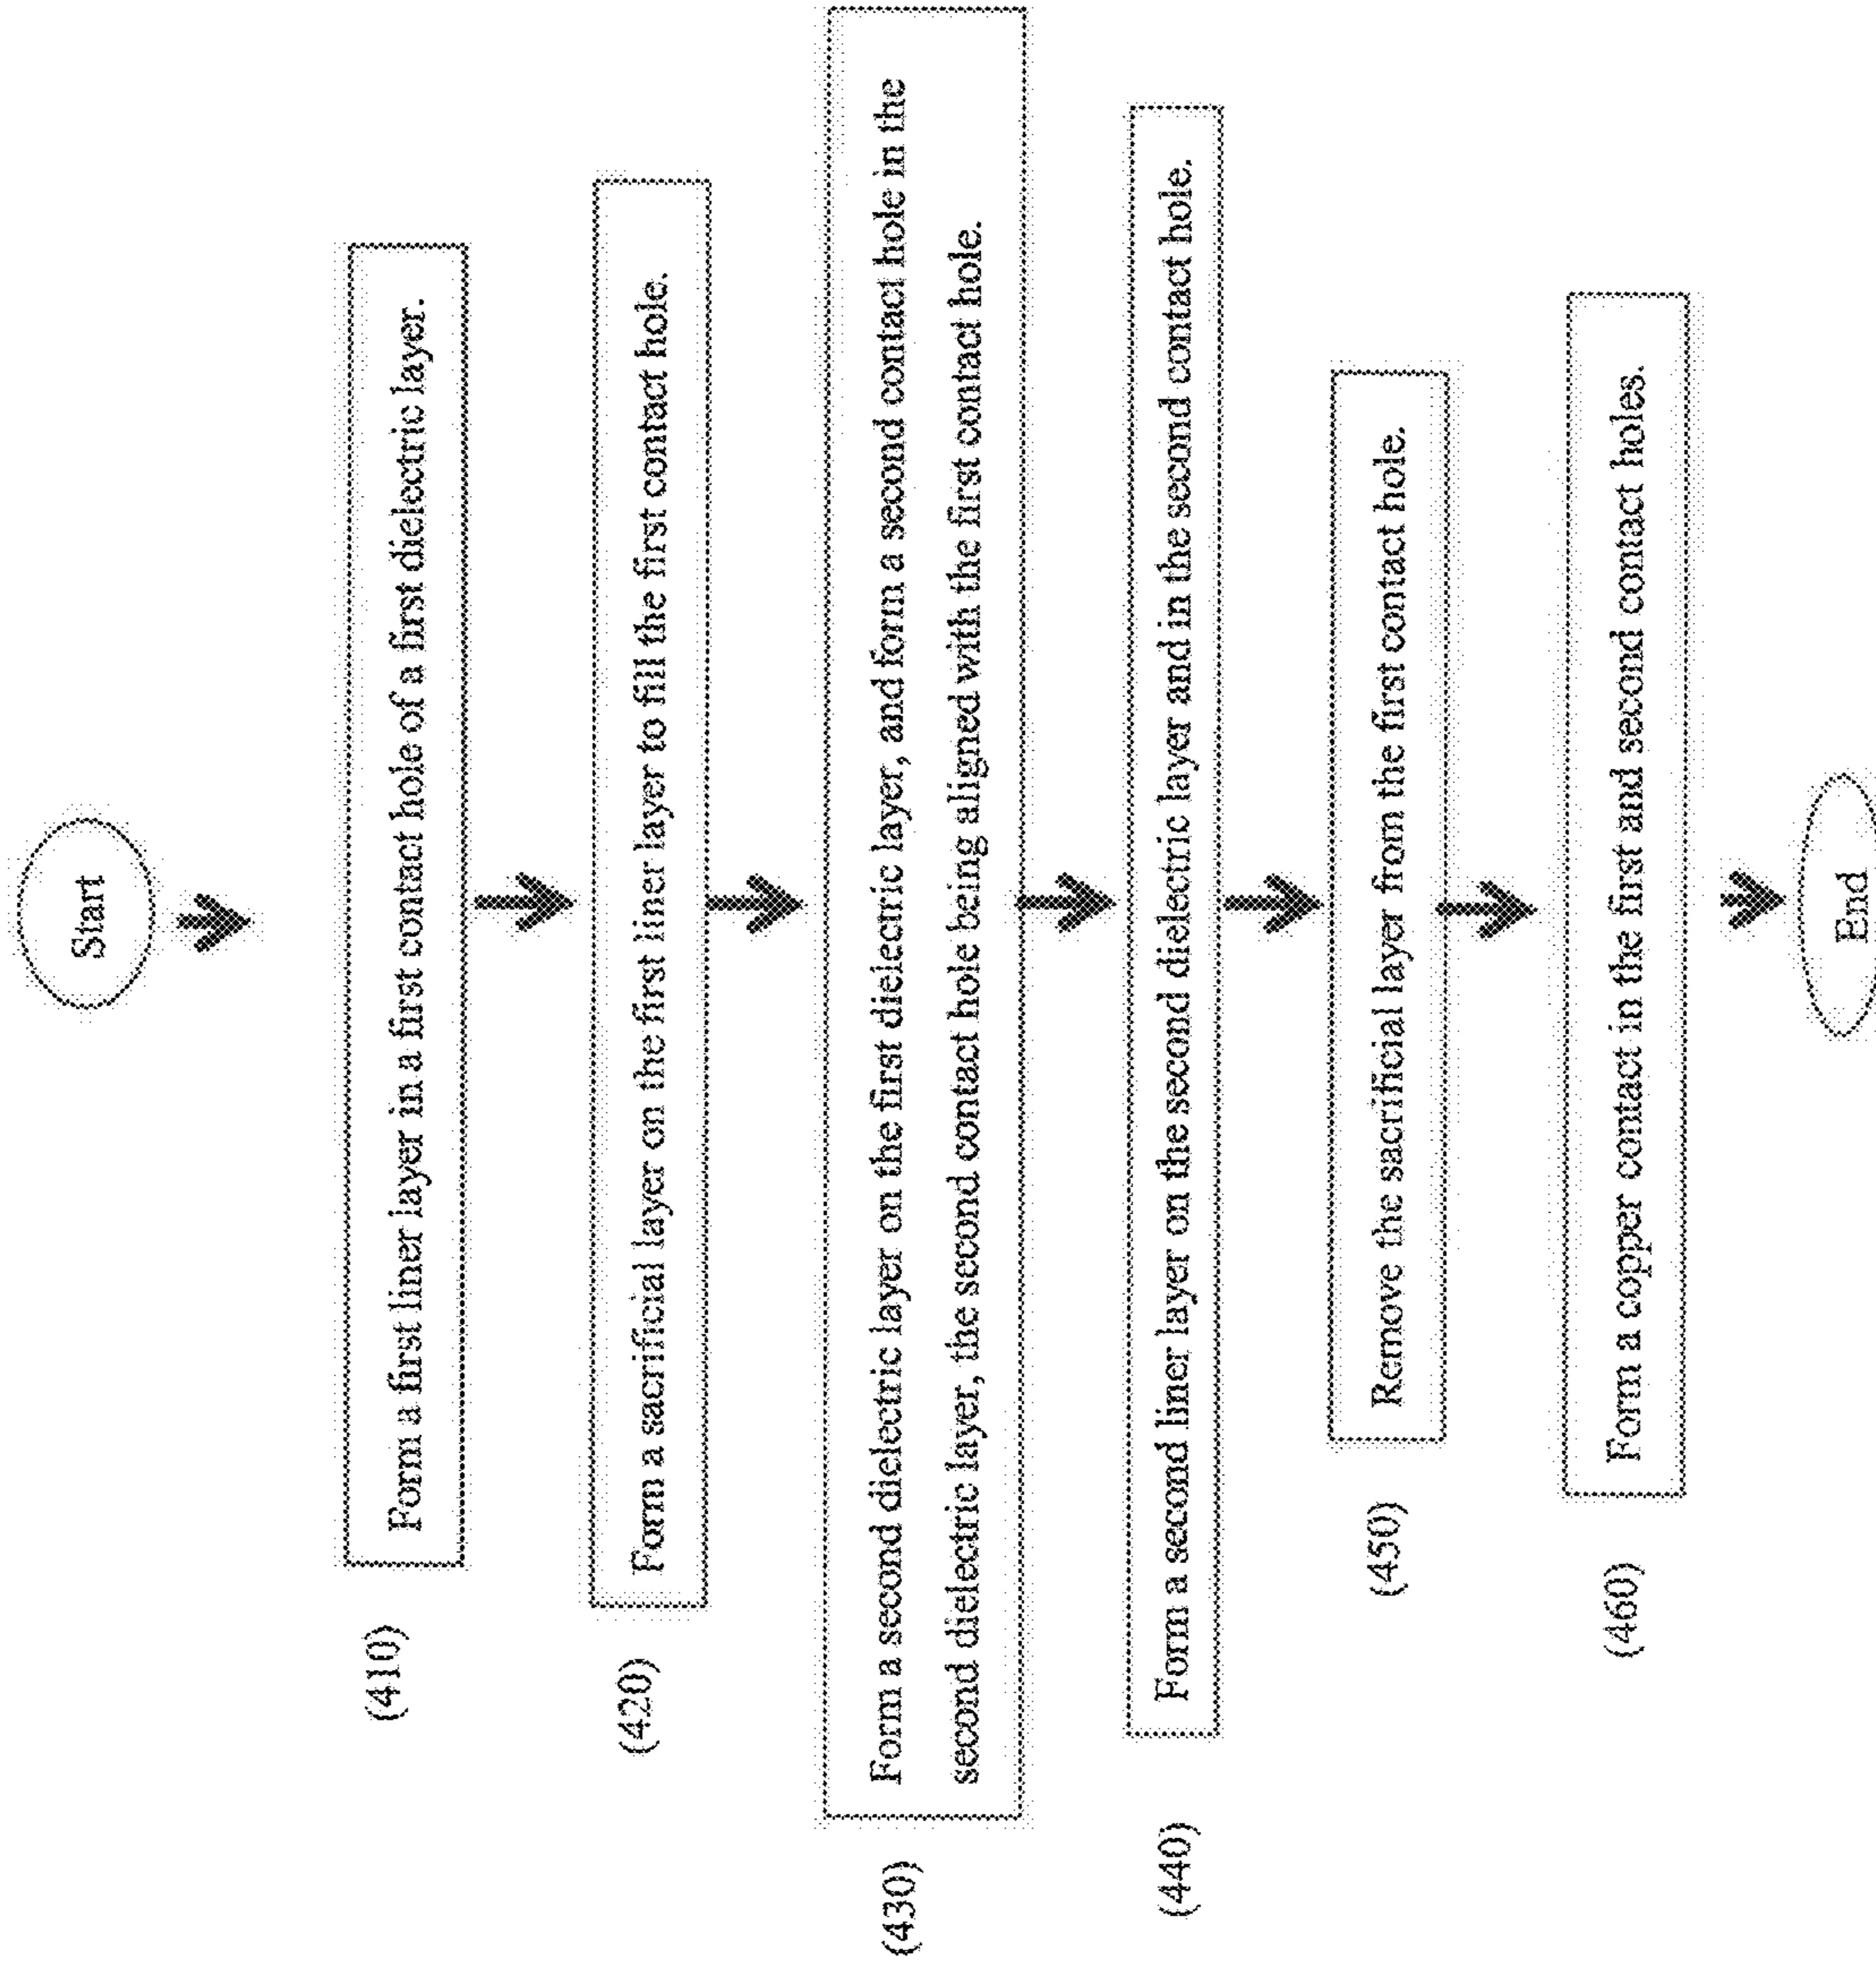 Start
(410)
Form a first liner layer in a first contact hole of a first dielectric layer.
(420)
Form a sacrificial layer on the first liner layer to fill the first contact hole.
(430)
Form a second dielectric layer on the first dielectric layer, and form a second contact hole in the
second dielectric layer, the second contact hole being aligned with the first contact hole.
(440)
Form a second liner layer on the second dielectric layer and in the second contact hole.
(450)
Remove the sacrificial layer from the first contact hole.
(460)
Form a copper contact in the first and second contact holes.
End